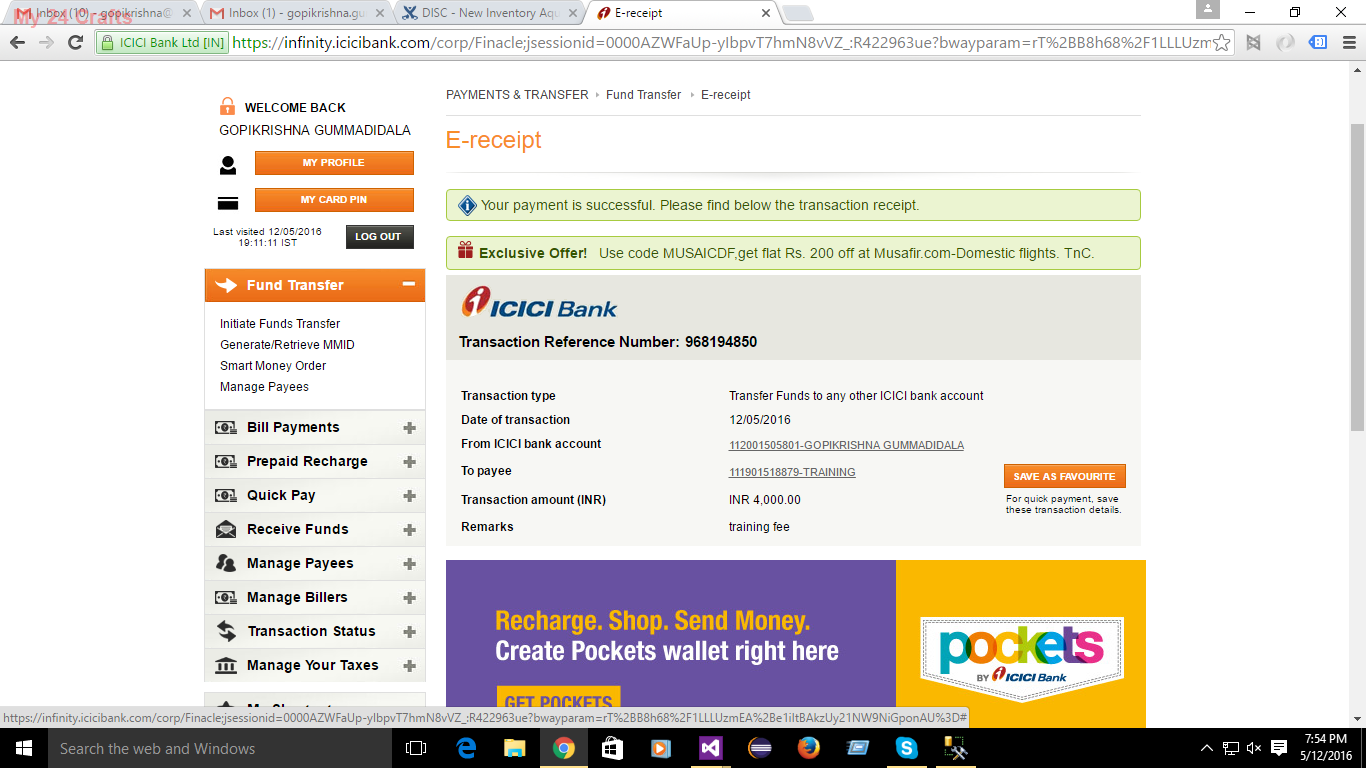 My 24 Crafts
Inbox (10) - gopikrishna@
Inbox (1) - gopikrishna.gu
DISC - New Inventory Aqu
E-receipt
ICICI Bank Ltd [IN]
https://infinity.icicibank.com/corp/Finacle;jsessionid=0000AZWFaUp-yIbpvT7hmN8vVZ_:R422963ue?bwayparam=rT%2BB8h68%2F1LLLUzm
WELCOME BACK
GOPIKRISHNA GUMMADIDALA
MY PROFILE
MY CARD PIN
Last visited 12/05/2016
19:11:11 IST
LOG OUT
Fund Transfer
Initiate Funds Transfer
Generate/Retrieve MMID
Smart Money Order
Manage Payees
Bill Payments
Prepaid Recharge
Quick Pay
Receive Funds
Manage Payees
Manage Billers
Transaction Status
Manage Your Taxes
PAYMENTS & TRANSFER
Fund Transfer
E-receipt
E-receipt
Your payment is successful. Please find below the transaction receipt.
Exclusive Offer! Use code MUSAICDF,get flat Rs. 200 off at Musafir.com-Domestic flights. TnC.
ICICI Bank
Transaction Reference Number: 968194850
Transaction type Transfer Funds to any other ICICI bank account
Date of transaction 12/05/2016
From ICICI bank account 112001505801-GOPIKRISHNA GUMMADIDALA
To payee 111901518879-TRAINING
SAVE AS FAVOURITE
For quick payment, save
these transaction details.
Transaction amount (INR) INR 4,000.00
Remarks training fee
Recharge. Shop. Send Money.
Create Pockets wallet right here
GET POCKETS
pockets
BY ICICI Bank
https://infinity.icicibank.com/corp/Finacle;jsessionid=0000AZWFaUp-yIbpvT7hmN8vVZ_:R422963ue?bwayparam=rT%2BB8h68%2F1LLLUzmEA%2Be1iItBAkzUy21NW9NiGponAU%3D#
Search the web and Windows
7:54 PM
5/12/2016